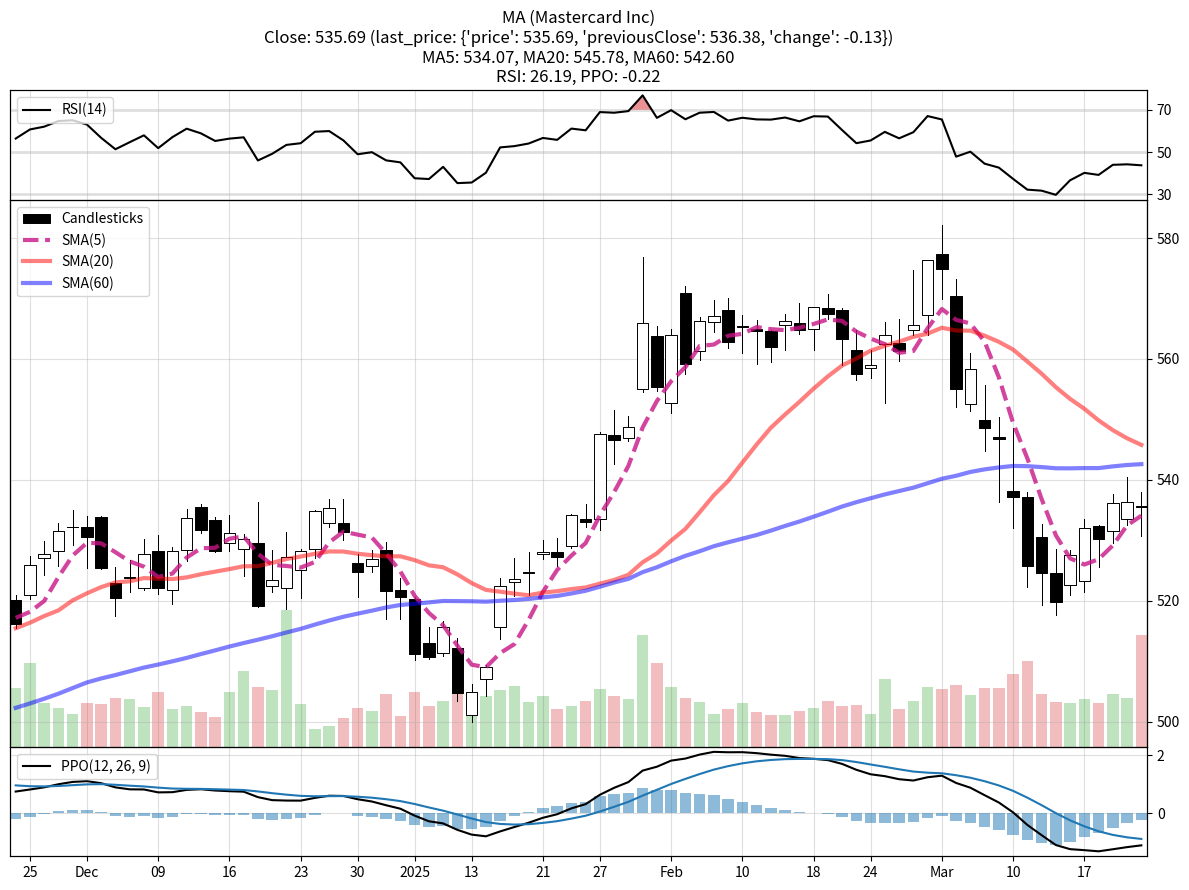 MA (Mastercard Inc)
Close: 535.69 (last_price: {'price': 535.69, 'previousClose': 536.38, 'change': -0.13})
MA5: 534.07, MA20: 545.78, MA60: 542.60
RSI: 26.19, PPO: -0.22
RSI(14)
70
50
30
Candlesticks
SMA(5)
SMA(20)
SMA(60)
580
560
540
520
500
PPO(12, 26, 9)
2
0
25 Dec 09 16 23 30 2025 13 21 27 Feb 10 18 24 Mar 10 17